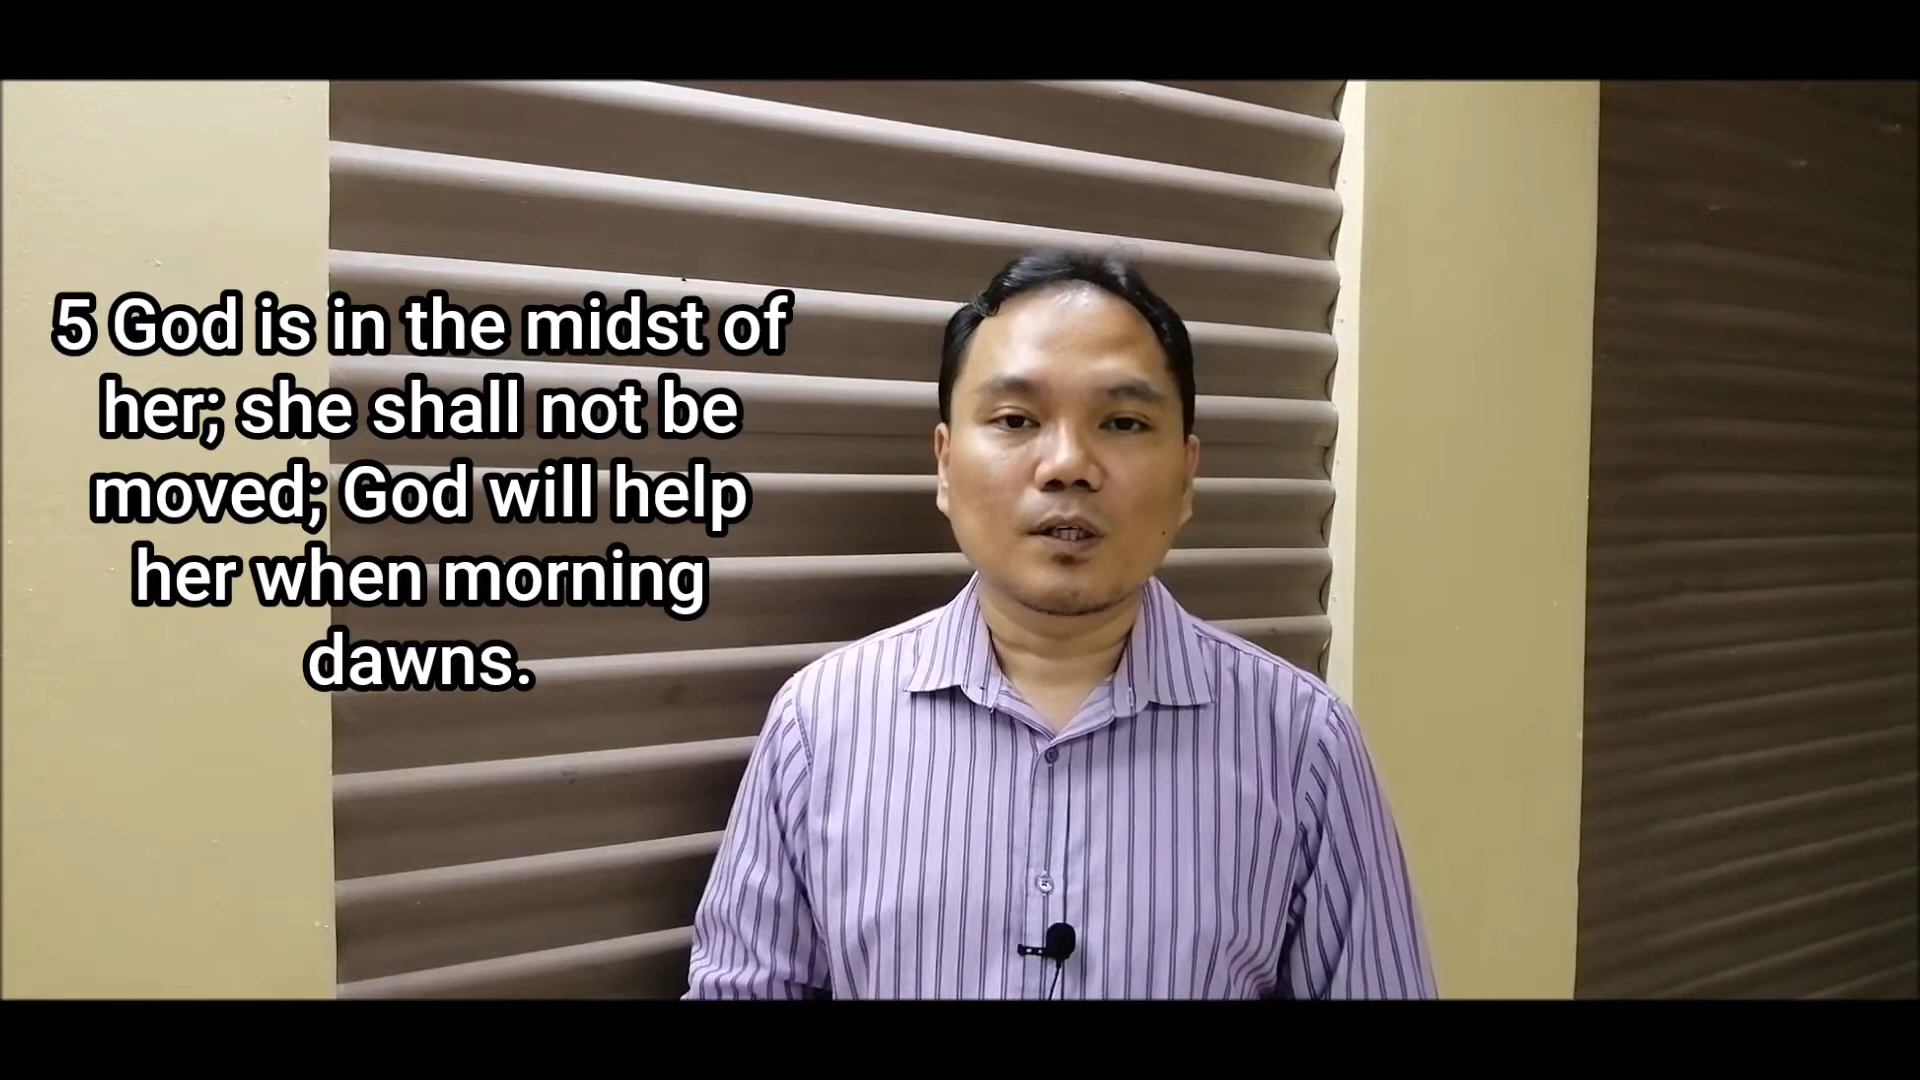 5 God is in the midst of
her; she shall not be
moved; God will help
her when morning
dawns.